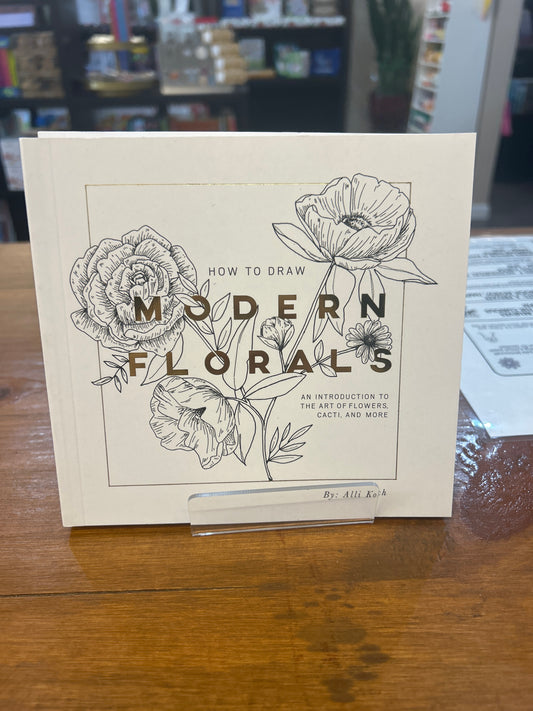 HOW TO DRAW
MODERN
FLORALS
AN INTRODUCTION TO
THE ART OF FLOWERS,
CACTI, AND MORE
By: Alli Koch